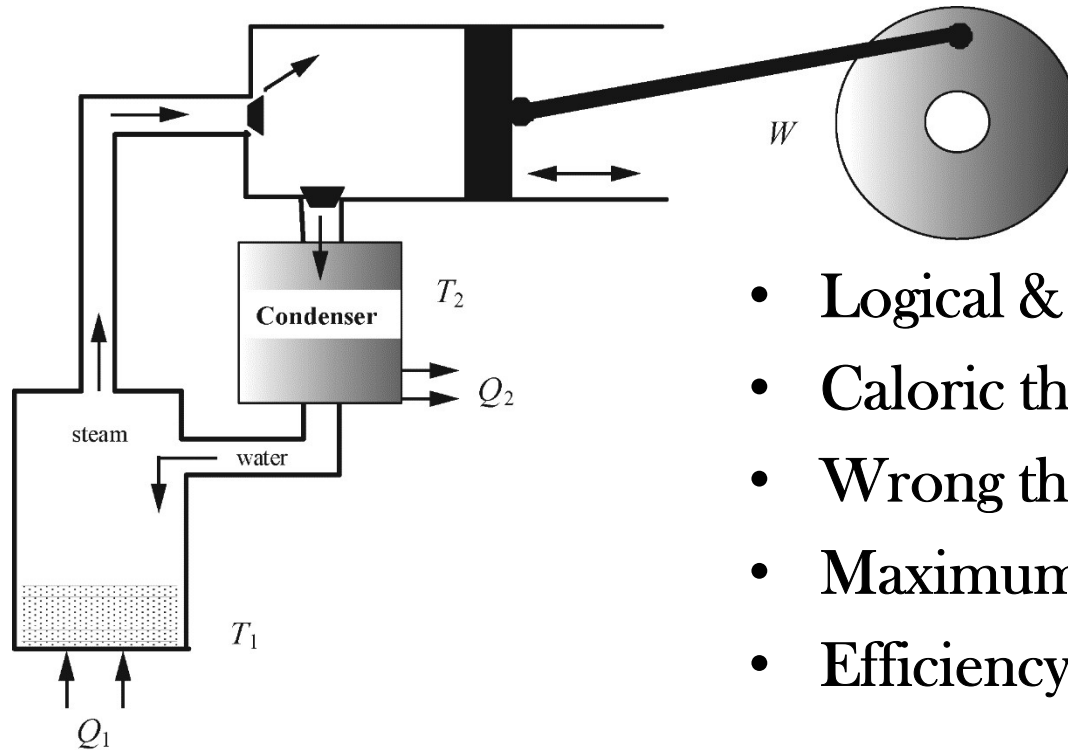 W
T2
Condenser
Q2
steam
water
T1
Q1
• Logical &
• Caloric th
• Wrong th
• Maximum
• Efficiency